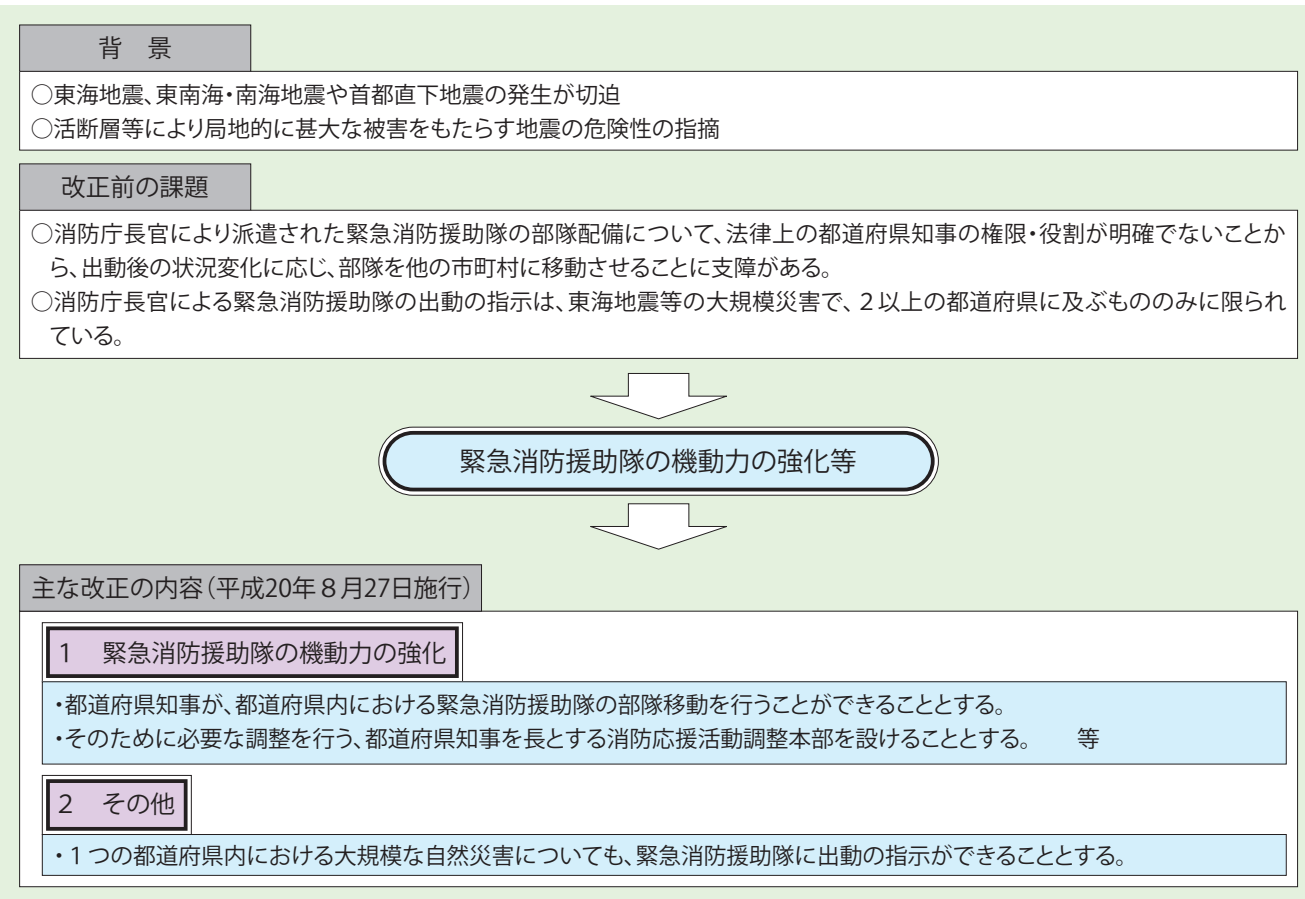 背　景
○東海地震、東南海・南海地震や首都直下地震の発生が切迫
○活断層等により局地的に甚大な被害をもたらす地震の危険性の指摘
改正前の課題
○消防庁長官により派遣された緊急消防援助隊の部隊配備について、法律上の都道府県知事の権限・役割が明確でないことか
ら、出動後の状況変化に応じ、部隊を他の市町村に移動させることに支障がある。
○消防庁長官による緊急消防援助隊の出動の指示は、東海地震等の大規模災害で、２以上の都道府県に及ぶもののみに限られ
ている。
緊急消防援助隊の機動力の強化等
主な改正の内容（平成20年８月27日施行）
1　緊急消防援助隊の機動力の強化
・都道府県知事が、都道府県内における緊急消防援助隊の部隊移動を行うことができることとする。
・そのために必要な調整を行う、都道府県知事を長とする消防応援活動調整本部を設けることとする。　　等
2　その他
・１つの都道府県内における大規模な自然災害についても、緊急消防援助隊に出動の指示ができることとする。